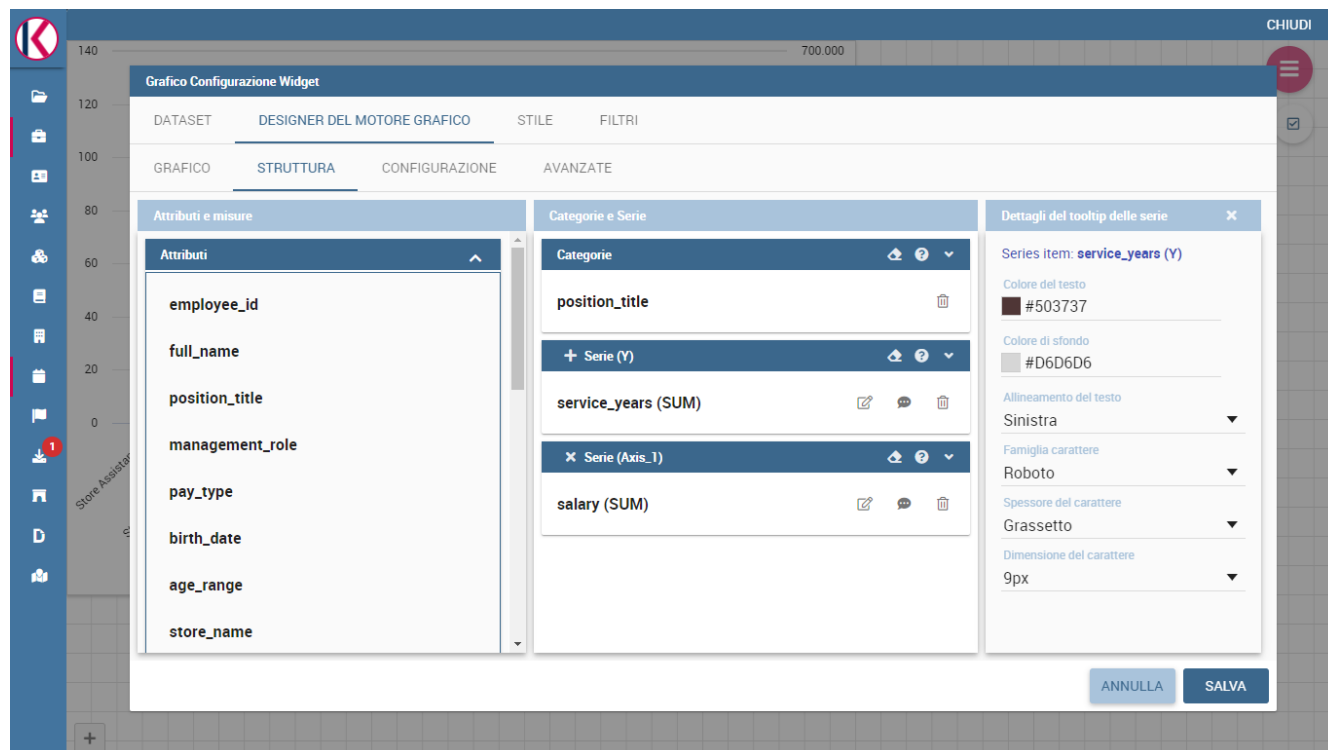 CHIUDI
140
700.000
Grafico Configurazione Widget
120
DATASET DESIGNER DEL MOTORE GRAFICO STILE FILTRI
100
GRAFICO STRUTTURA CONFIGURAZIONE AVANZATE
80
Attributi e misure
Categorie e Serie
Dettagli del tooltip delle serie
60
Attributi
employee_id
full_name
position_title
management_role
pay_type
birth_date
age_range
store_name
Categorie
position_title
Serie (Y)
service_years (SUM)
Serie (Axis_1)
salary (SUM)
Series item: service_years (Y)
Colore del testo
#503737
Colore di sfondo
#D6D6D6
Allineamento del testo
Sinistra
Famiglia carattere
Roboto
Spessore del carattere
Grassetto
Dimensione del carattere
9px
40
20
0
1
Store Assistan
D
ANNULLA SALVA